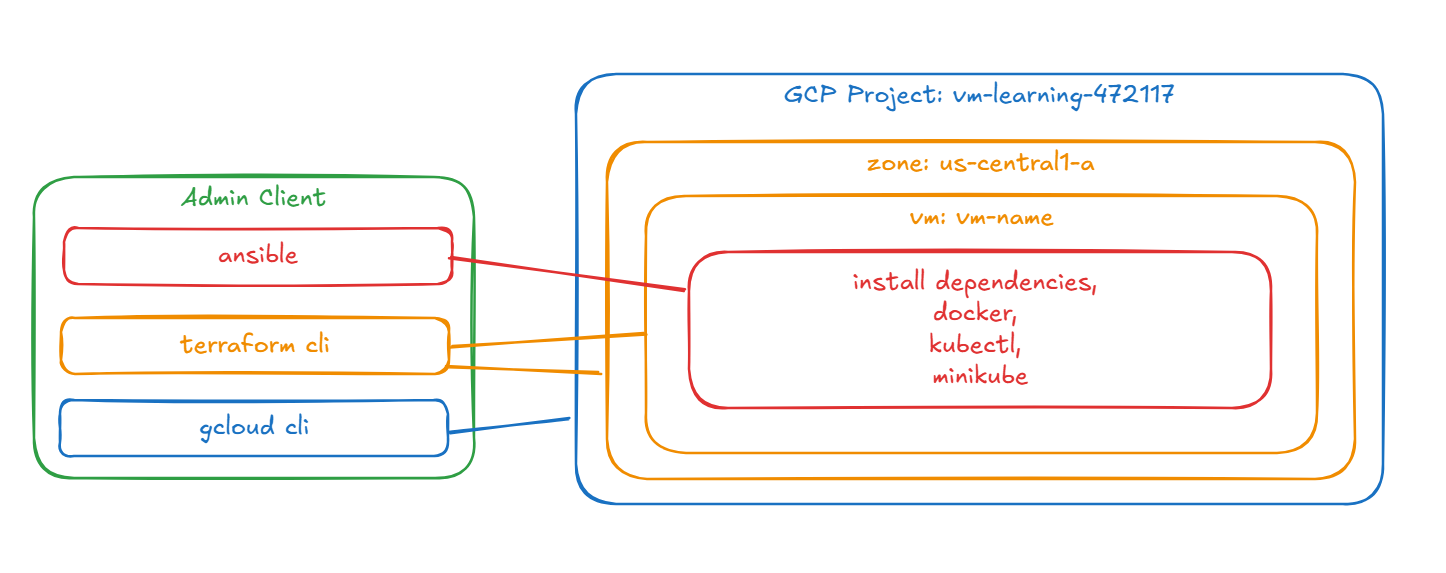 GCP Project: vm-learning-472117
zone: us-central1-a
Admin Client
vm: vm-name
ansible
install dependencies,
docker,
kubectl,
minikube
terraform cli
gcloud cli